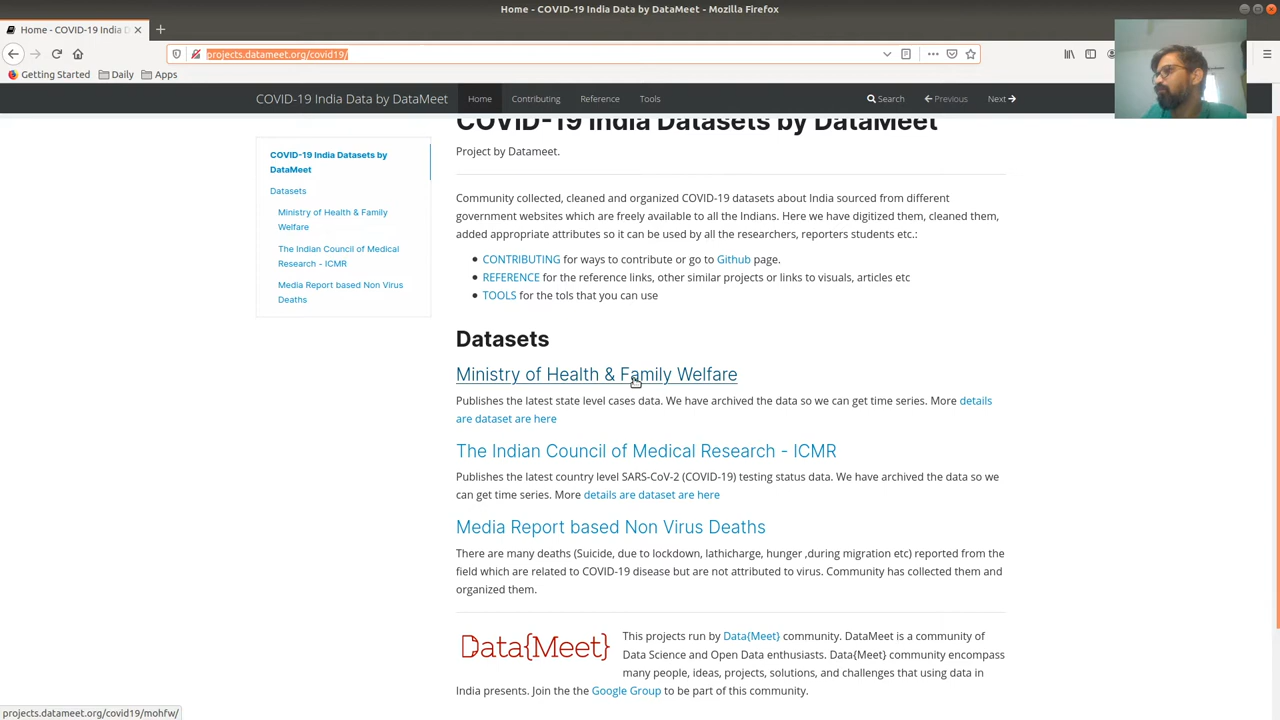 Home - COVID-19 India Data by DataMeet - Mozilla Firefox
Home - COVID-19 India D
projects.datameet.org/covid19/
Getting Started Daily Apps
COVID-19 India Data by DataMeet Home Contributing Reference Tools Search Previous Next
COVID-19 India Datasets by DataMeet
COVID-19 India Datasets by
DataMeet
Datasets
Ministry of Health & Family
Welfare
The Indian Council of Medical
Research - ICMR
Media Report based Non Virus
Deaths
Project by Datameet.
Community collected, cleaned and organized COVID-19 datasets about India sourced from different
government websites which are freely available to all the Indians. Here we have digitized them, cleaned them,
added appropriate attributes so it can be used by all the researchers, reporters students etc.:
CONTRIBUTING for ways to contribute or go to Github page.
REFERENCE for the reference links, other similar projects or links to visuals, articles etc
TOOLS for the tols that you can use
Datasets
Ministry of Health & Family Welfare
Publishes the latest state level cases data. We have archived the data so we can get time series. More details
are dataset are here
The Indian Council of Medical Research - ICMR
Publishes the latest country level SARS-CoV-2 (COVID-19) testing status data. We have archived the data so we
can get time series. More details are dataset are here
Media Report based Non Virus Deaths
There are many deaths (Suicide, due to lockdown, lathicharge, hunger ,during migration etc) reported from the
field which are related to COVID-19 disease but are not attributed to virus. Community has collected them and
organized them.
Data{Meet}
This projects run by Data{Meet} community. DataMeet is a community of
Data Science and Open Data enthusiasts. Data{Meet} community encompass
many people, ideas, projects, solutions, and challenges that using data in
India presents. Join the the Google Group to be part of this community.
projects.datameet.org/covid19/mohfw/